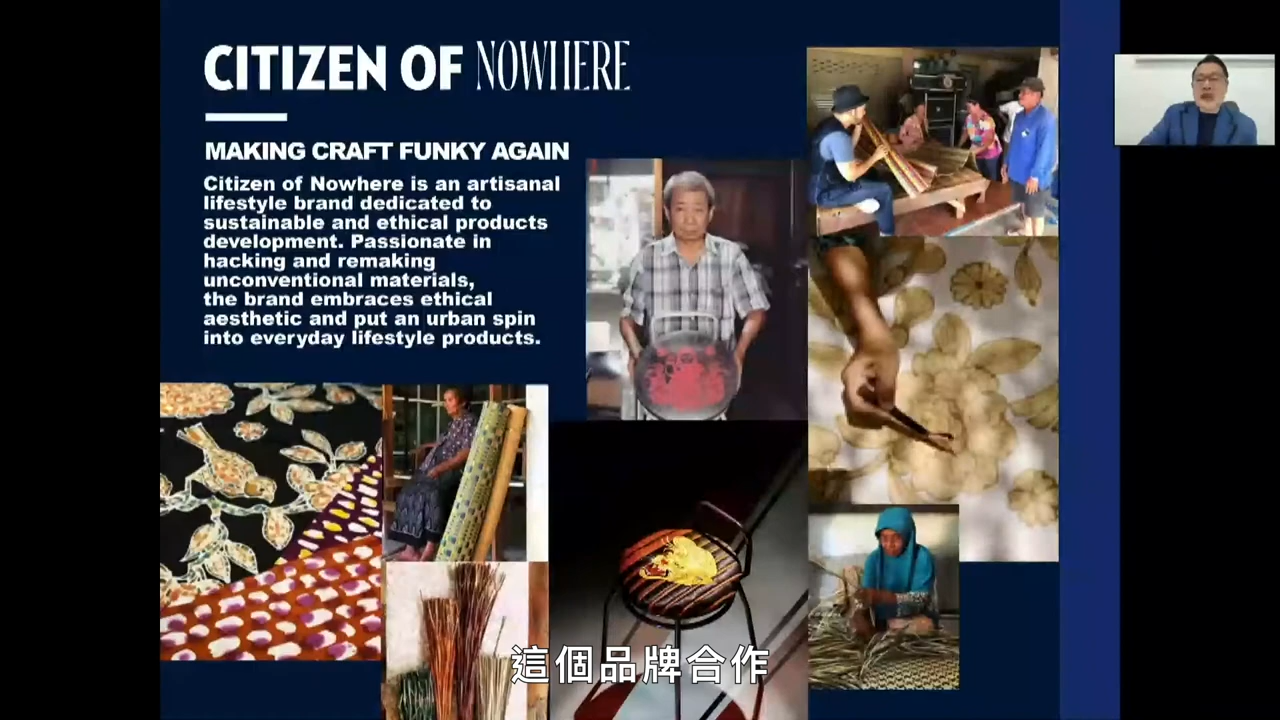 CITIZEN OF NOWHERE
MAKING CRAFT FUNKY AGAIN
Citizen of Nowhere is an artisanal
lifestyle brand dedicated to
sustainable and ethical products
development. Passionate in
hacking and remaking
unconventional materials,
the brand embraces ethical
aesthetic and put an urban spin
into everyday lifestyle products.
這個品牌合作